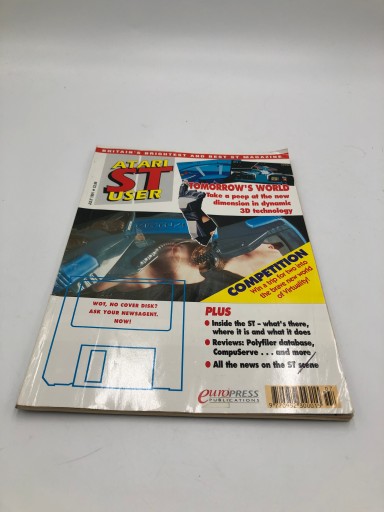 BRITAIN'S BRIGHTEST AND BEST ST MAGAZINE
ATARI
ST
USER
TOMORROW'S WORLD
Take a peep at the new
dimension in dynamic
3D technology
COMPETITION
Win a trip for two into
the brave new world
of Virtuality!
WOT, NO COVER DISK?
ASK YOUR NEWSAGENT.
NOW!
PLUS
● Inside the ST – what's there,
where it is and what it does
● Reviews: Polyfiler database,
CompuServe . . . and more
● All the news on the ST scene
EUROPRESS
PUBLICATIONS